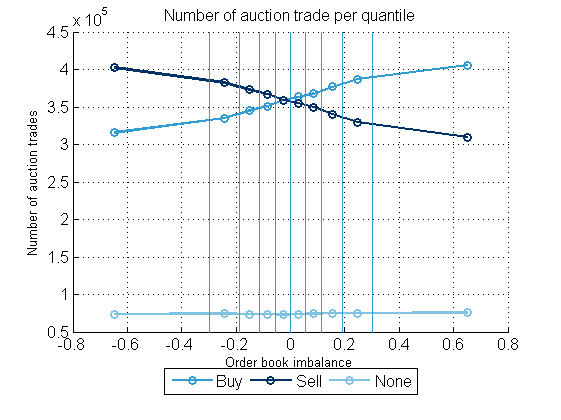 Number of auction trade per quantile
x 10^5
4.5
4
3.5
3
2.5
2
1.5
1
0.5
Number of auction trades
-0.8 -0.6 -0.4 -0.2 0 0.2 0.4 0.6 0.8
Order book imbalance
Buy Sell None